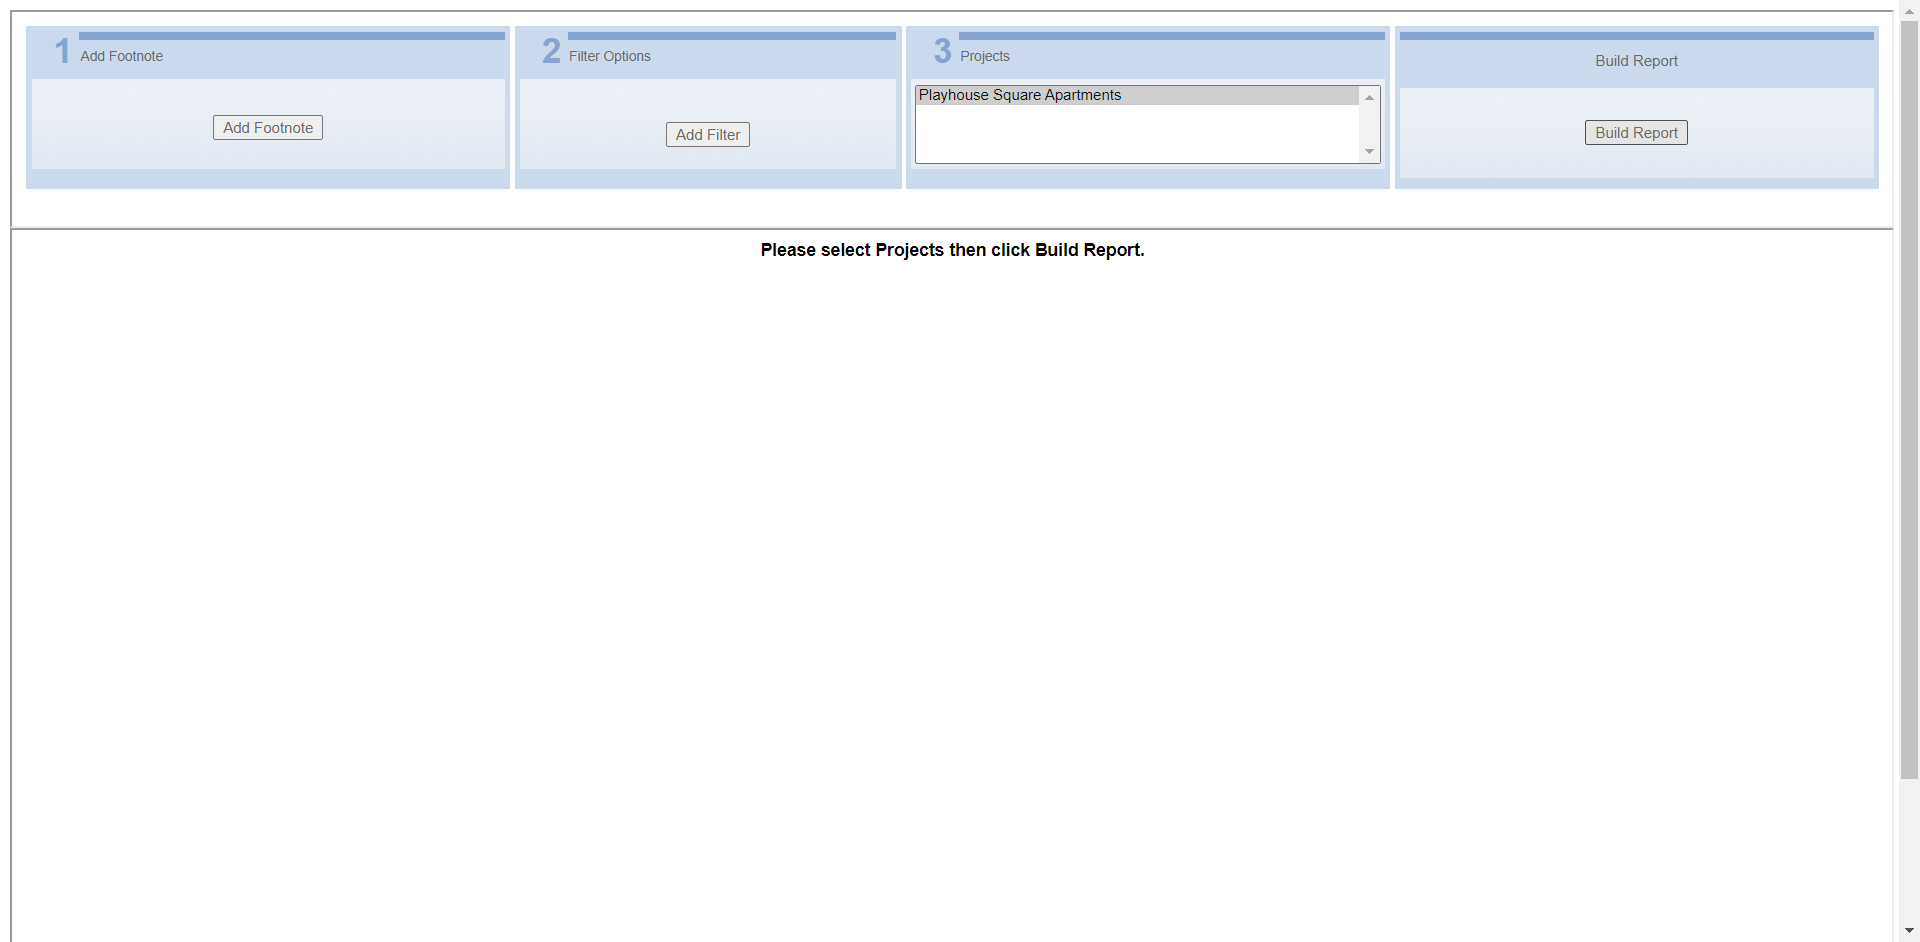 1 Add Footnote
Add Footnote
2 Filter Options
Add Filter
3 Projects
Playhouse Square Apartments
Build Report
Build Report
Please select Projects then click Build Report.